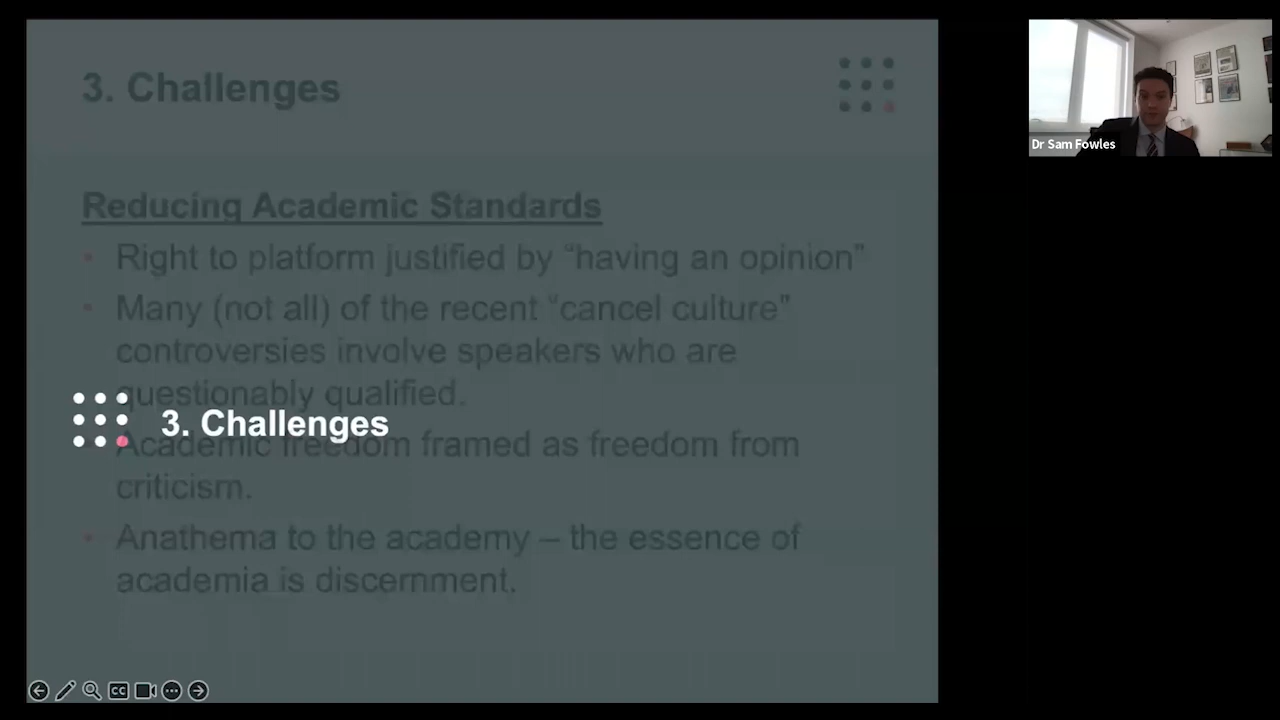 3. Challenges
Reducing Academic Standards
Right to platform justified by “having an opinion”
Many (not all) of the recent “cancel culture”
controversies involve speakers who are
questionably qualified.
3. Challenges
Academic freedom framed as freedom from
criticism.
Anathema to the academy – the essence of
academia is discernment.
Dr Sam Fowles
CC